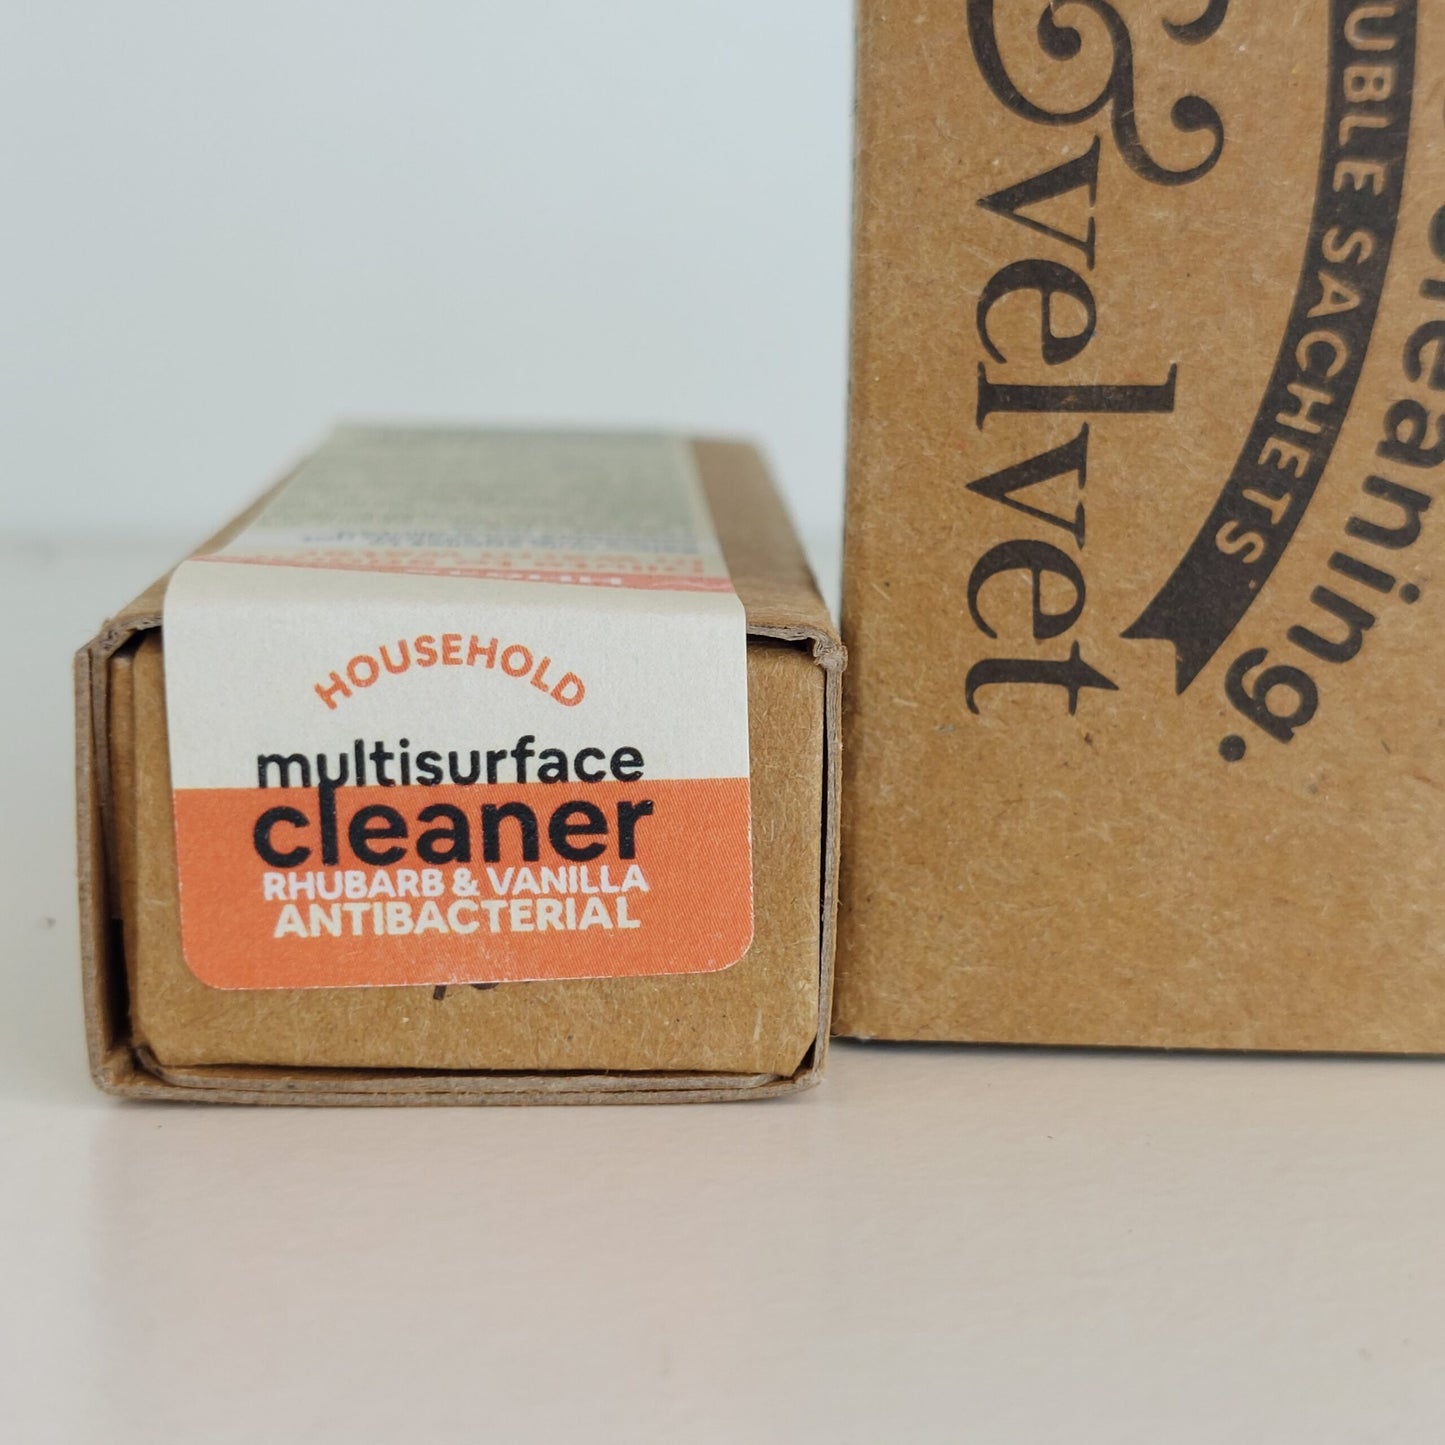 HOUSEHOLD
multisurface
cleaner
RHUBARB & VANILLA
ANTIBACTERIAL
& velvet
UBLE SACHETS
cleaning.